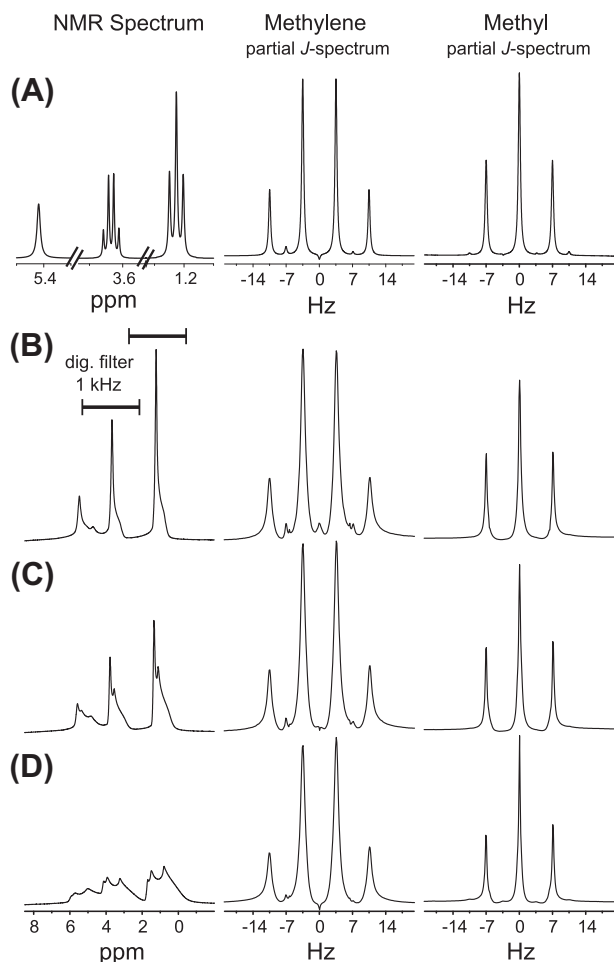 NMR Spectrum Methylene Methyl
partial J-spectrum partial J-spectrum
(A)
5.4 3.6 1.2 -14 -7 0 7 14 -14 -7 0 7 14
ppm Hz Hz
(B)
dig. filter
1 kHz
(C)
(D)
8 6 4 2 0 -14 -7 0 7 14 -14 -7 0 7 14
ppm Hz Hz